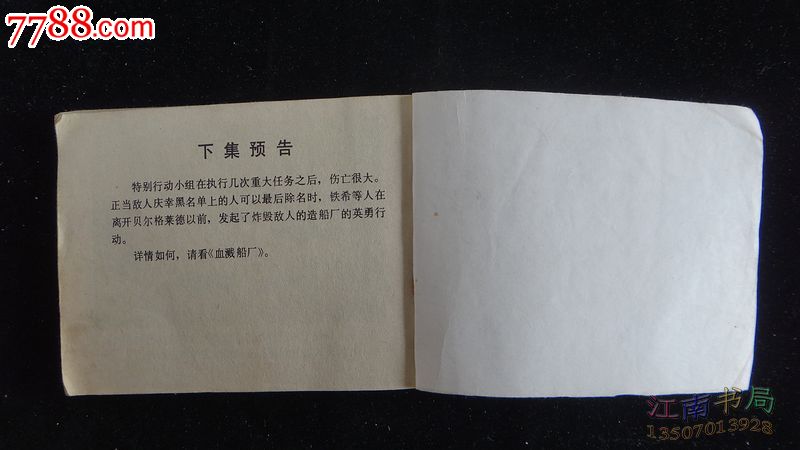 7788.com
下集预告
特别行动小组在执行几次重大任务之后，伤亡很大。
正当敌人庆幸黑名单上的人可以最后除名时，铁希等人在
离开贝尔格莱德以前，发起了炸毁敌人的造船厂的英勇行
动。
详情如何，请看《血溅船厂》。
江南书局
13507013928